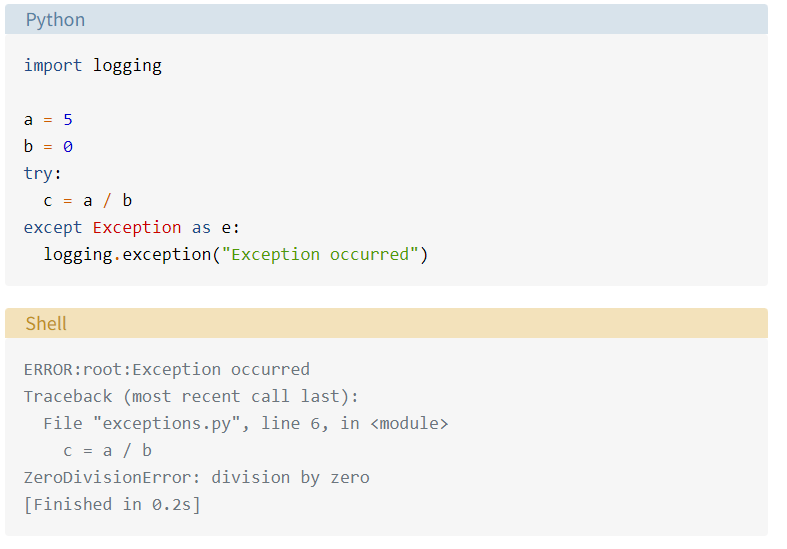 Python
import logging
a = 5
b = 0
try:
  c = a / b
except Exception as e:
  logging.exception("Exception occurred")
Shell
ERROR:root:Exception occurred
Traceback (most recent call last):
  File "exceptions.py", line 6, in <module>
    c = a / b
ZeroDivisionError: division by zero
[Finished in 0.2s]